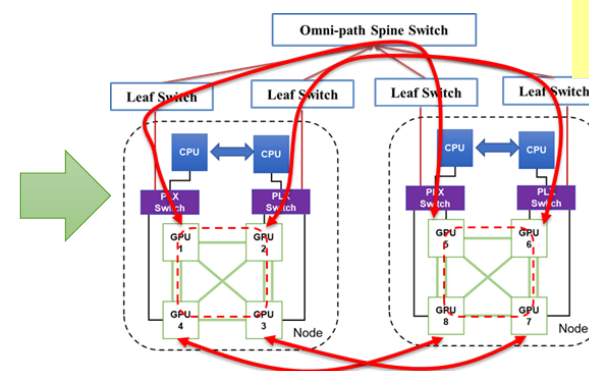 Omni-path Spine Switch
Leaf Switch
Leaf Switch
Leaf Switch
Leaf Switch
CPU
CPU
CPU
CPU
PLX
Switch
PLX
Switch
PLX
Switch
PLX
Switch
GPU
1
GPU
2
GPU
5
GPU
6
GPU
4
GPU
3
Node
GPU
8
GPU
7
Node